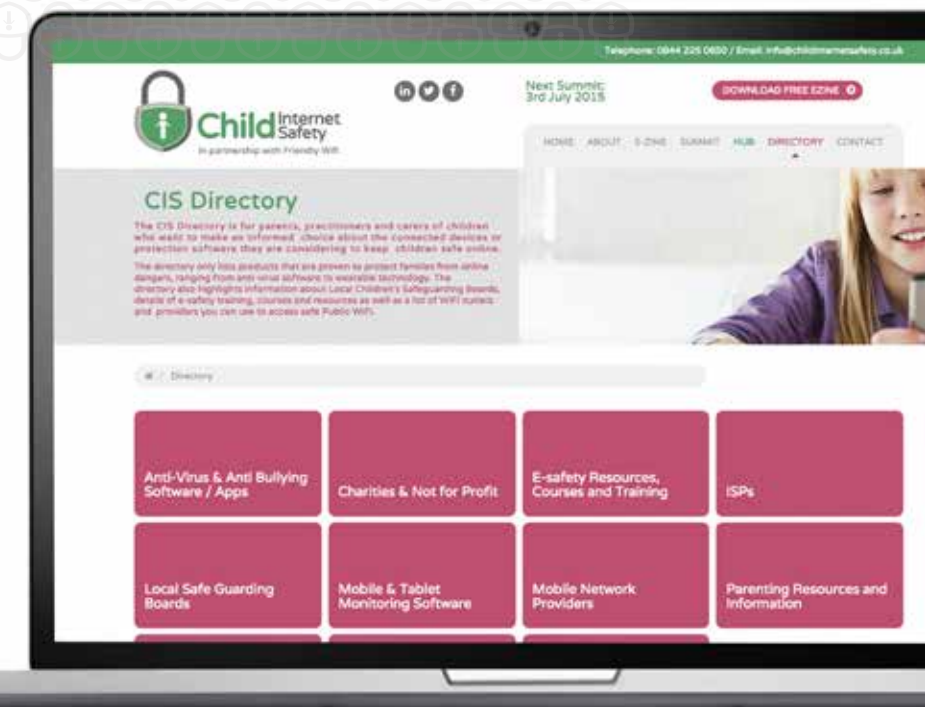 Telephone: 0844 225 0650 / Email: info@childinternetsafety.co.uk
Child Internet
Safety
In partnership with Friendly WiFi
Next Summit:
3rd July 2015
DOWNLOAD FREE EZINE
HOME ABOUT E-ZINE SUMMIT HUB DIRECTORY CONTACT
CIS Directory
The CIS Directory is for parents, practitioners and carers of children
who want to make an informed choice about the connected devices or
protection software they are considering to keep children safe online.
The directory only lists products that are proven to protect families from online
dangers, ranging from anti-virus software to wearable technology. The
directory also highlights information about Local Children's Safeguarding Boards,
details of e-safety training, courses and resources as well as a list of WiFi
and providers you can use to access safe Public WiFi.
/ Directory
Anti-Virus & Anti Bullying
Software / Apps
Charities & Not for Profit
E-safety Resources,
Courses and Training
ISPs
Local Safe Guarding
Boards
Mobile & Tablet
Monitoring Software
Mobile Network
Providers
Parenting Resources and
Information